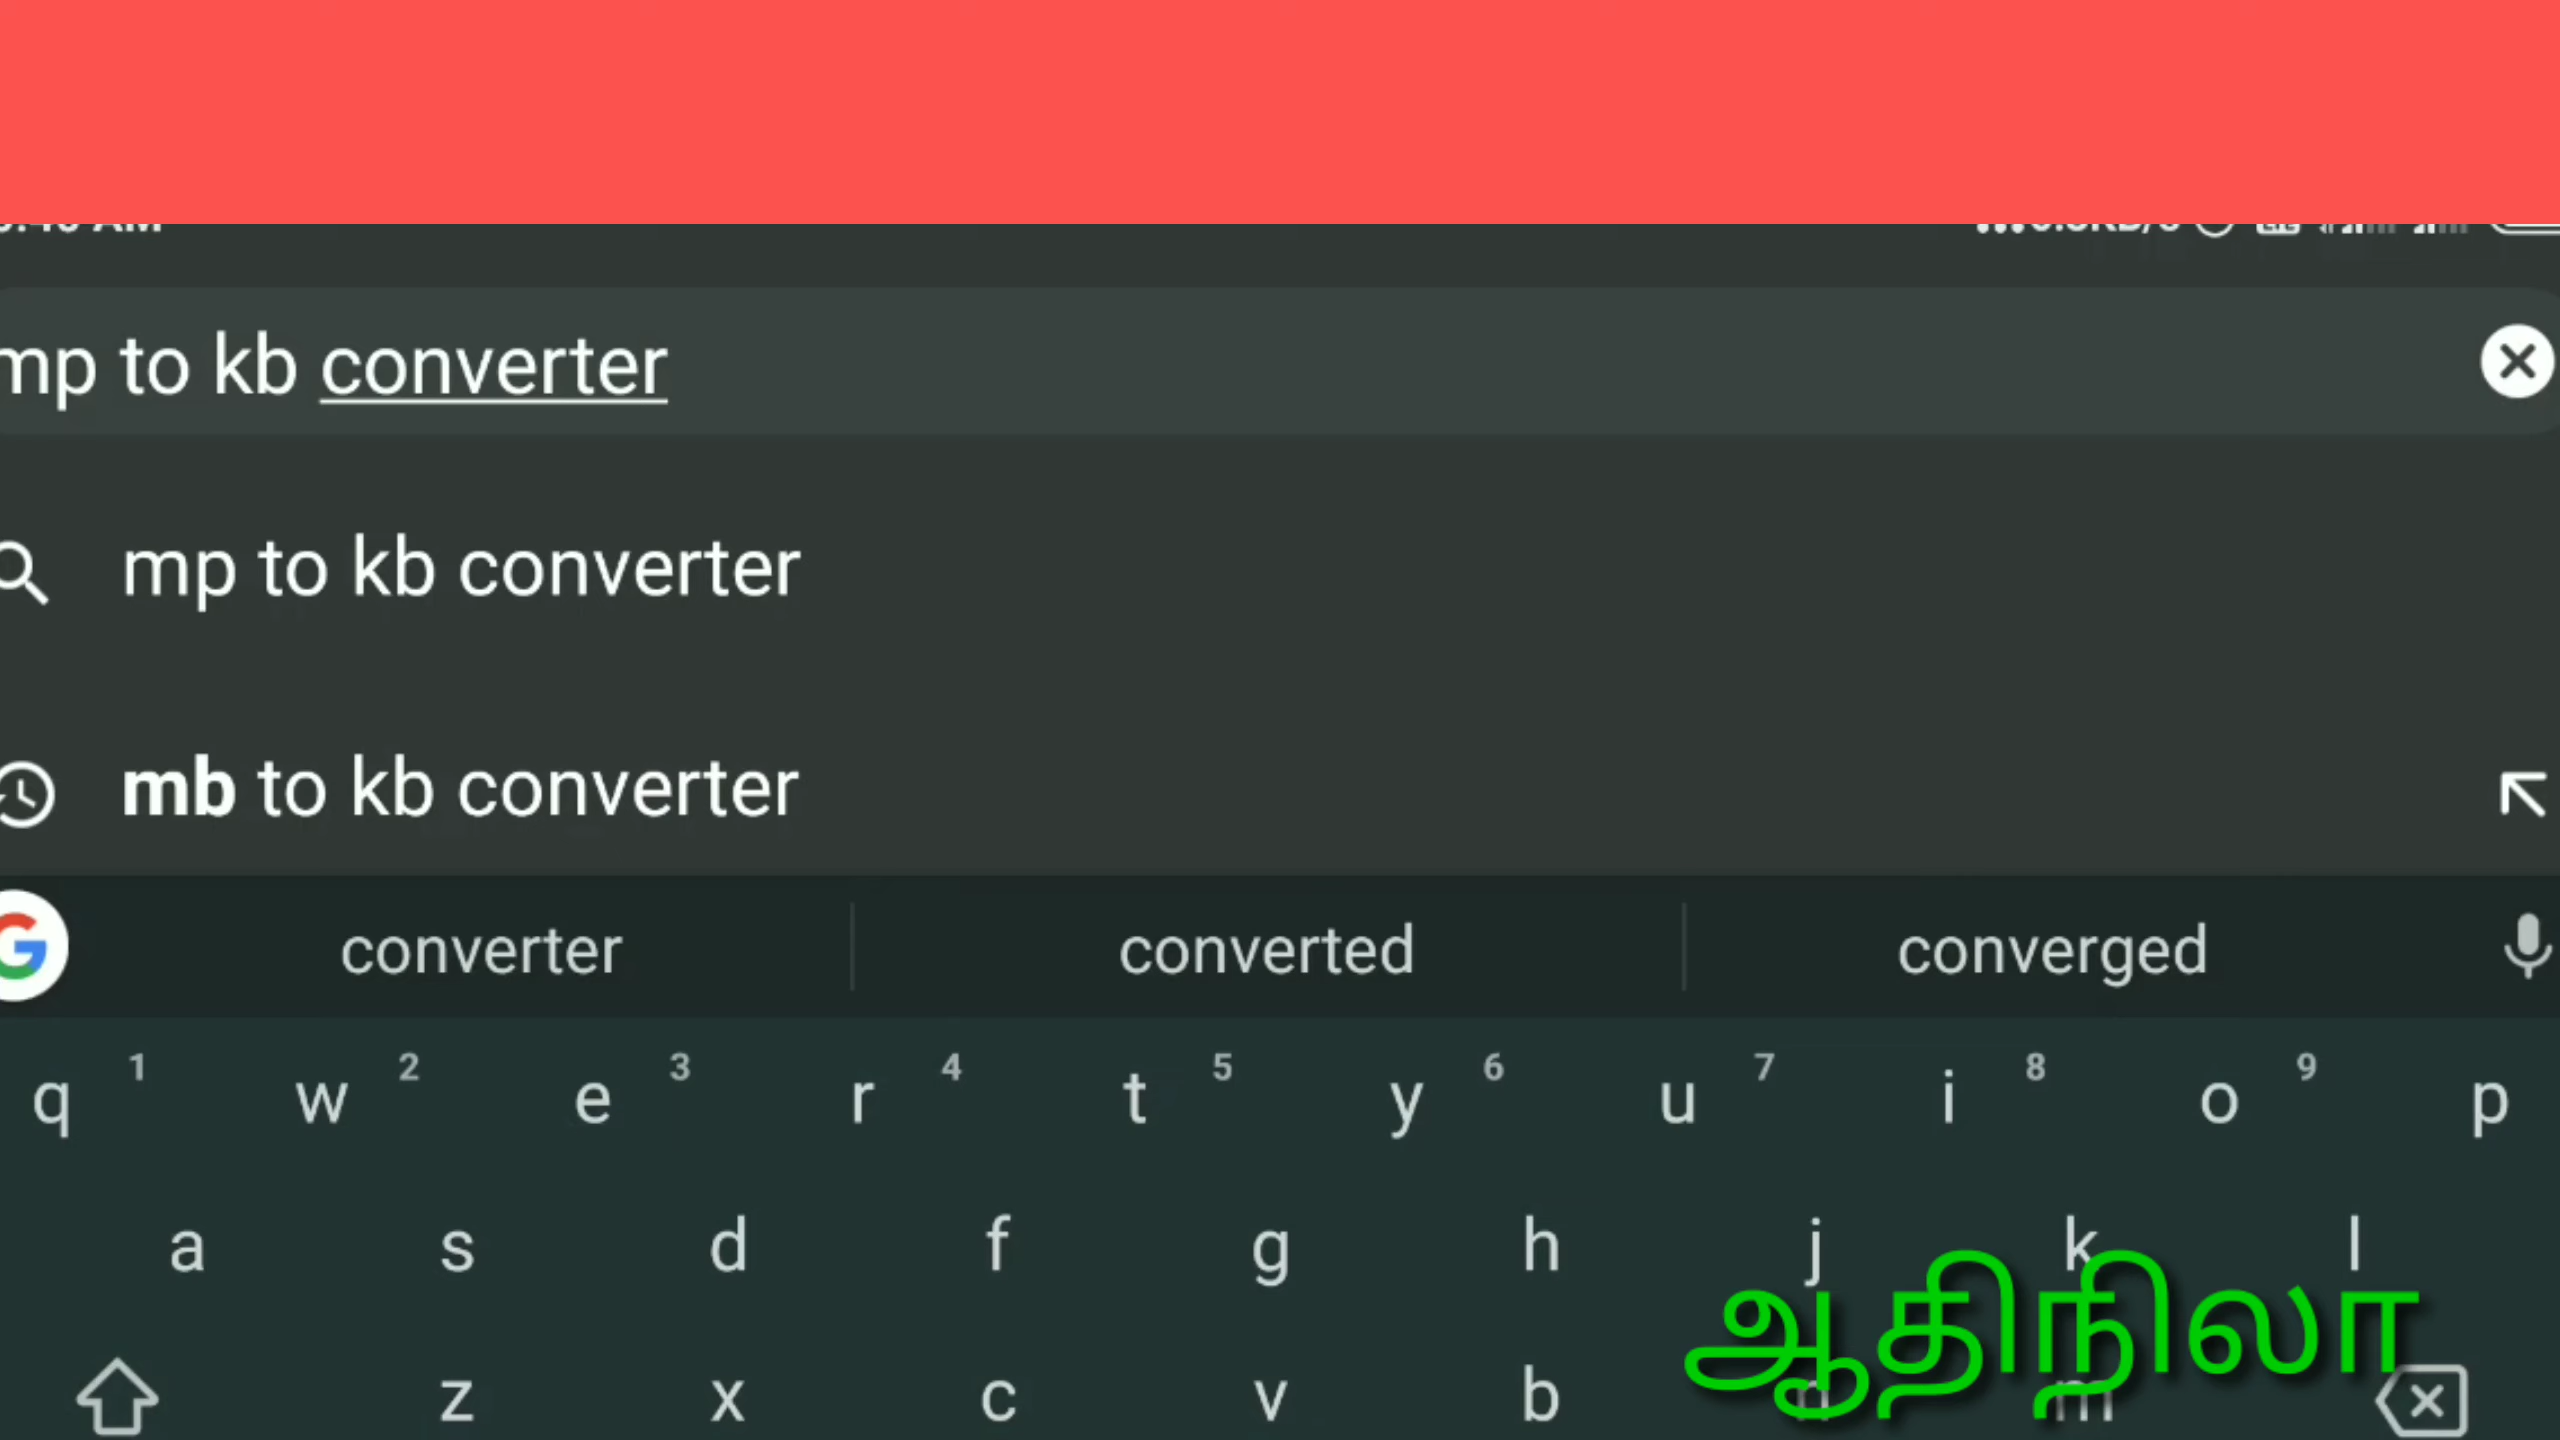 mp to kb converter
mp to kb converter
mb to kb converter
converter converted converged
1 2 3 4 5 6 7 8 9
q w e r t y u i o p
a s d f g h j k l
z x c v b n m
ஆதிநிலா